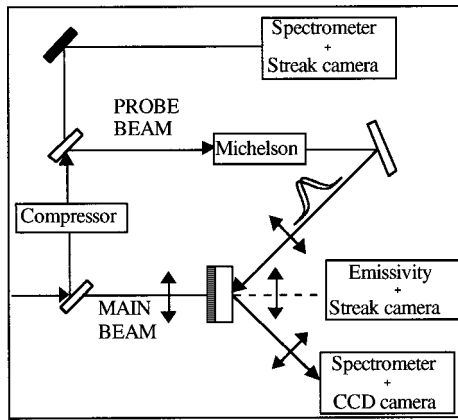 Spectrometer
+
Streak camera
PROBE
BEAM
Michelson
Compressor
MAIN
BEAM
Emissivity
+
Streak camera
Spectrometer
+
CCD camera